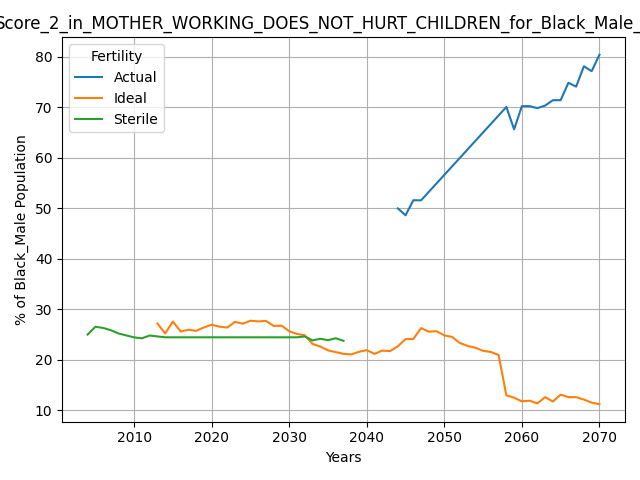 Score_2_in_MOTHER_WORKING_DOES_NOT_HURT_CHILDREN_for_Black_Male_
Fertility
Actual
Ideal
Sterile
% of Black_Male Population
80
70
60
50
40
30
20
10
2010 2020 2030 2040 2050 2060 2070
Years